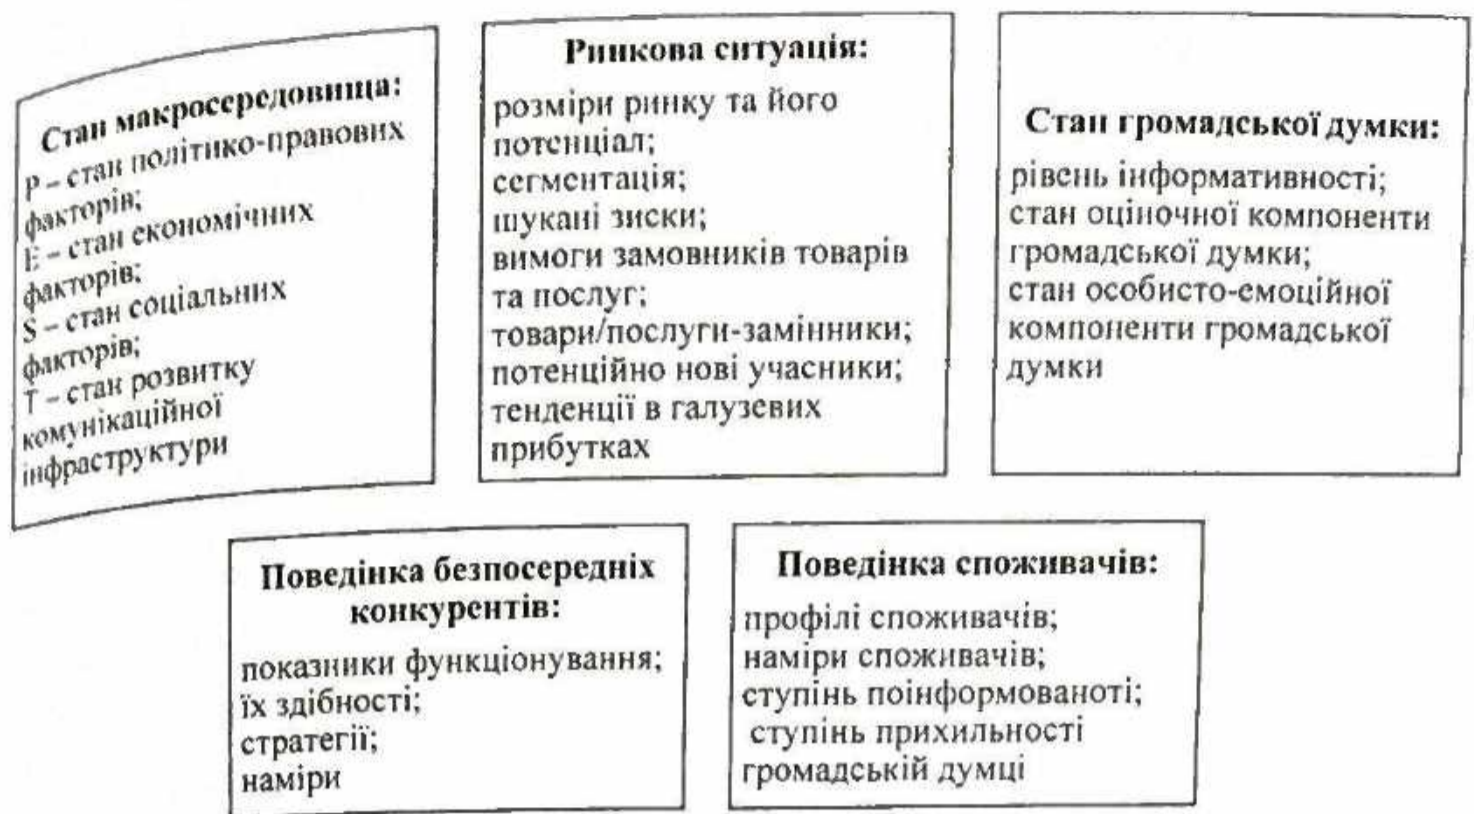 Стан макросередовища:
P – стан політико-правових
факторів;
E – стан економічних
факторів;
S – стан соціальних
факторів;
T – стан розвитку
комунікаційної
інфраструктури
Ринкова ситуація:
розміри ринку та його
потенціал;
сегментація;
шукані зиски;
вимоги замовників товарів
та послуг;
товари/послуги-замінники;
потенційно нові учасники;
тенденції в галузевих
прибутках
Стан громадської думки:
рівень інформативності;
стан оціночної компоненти
громадської думки;
стан особисто-емоційної
компоненти громадської
думки
Поведінка безпосередніх
конкурентів:
показники функціонування;
їх здібності;
стратегії;
наміри
Поведінка споживачів:
профілі споживачів;
наміри споживачів;
ступінь поінформованоті;
ступінь прихильності
громадській думці